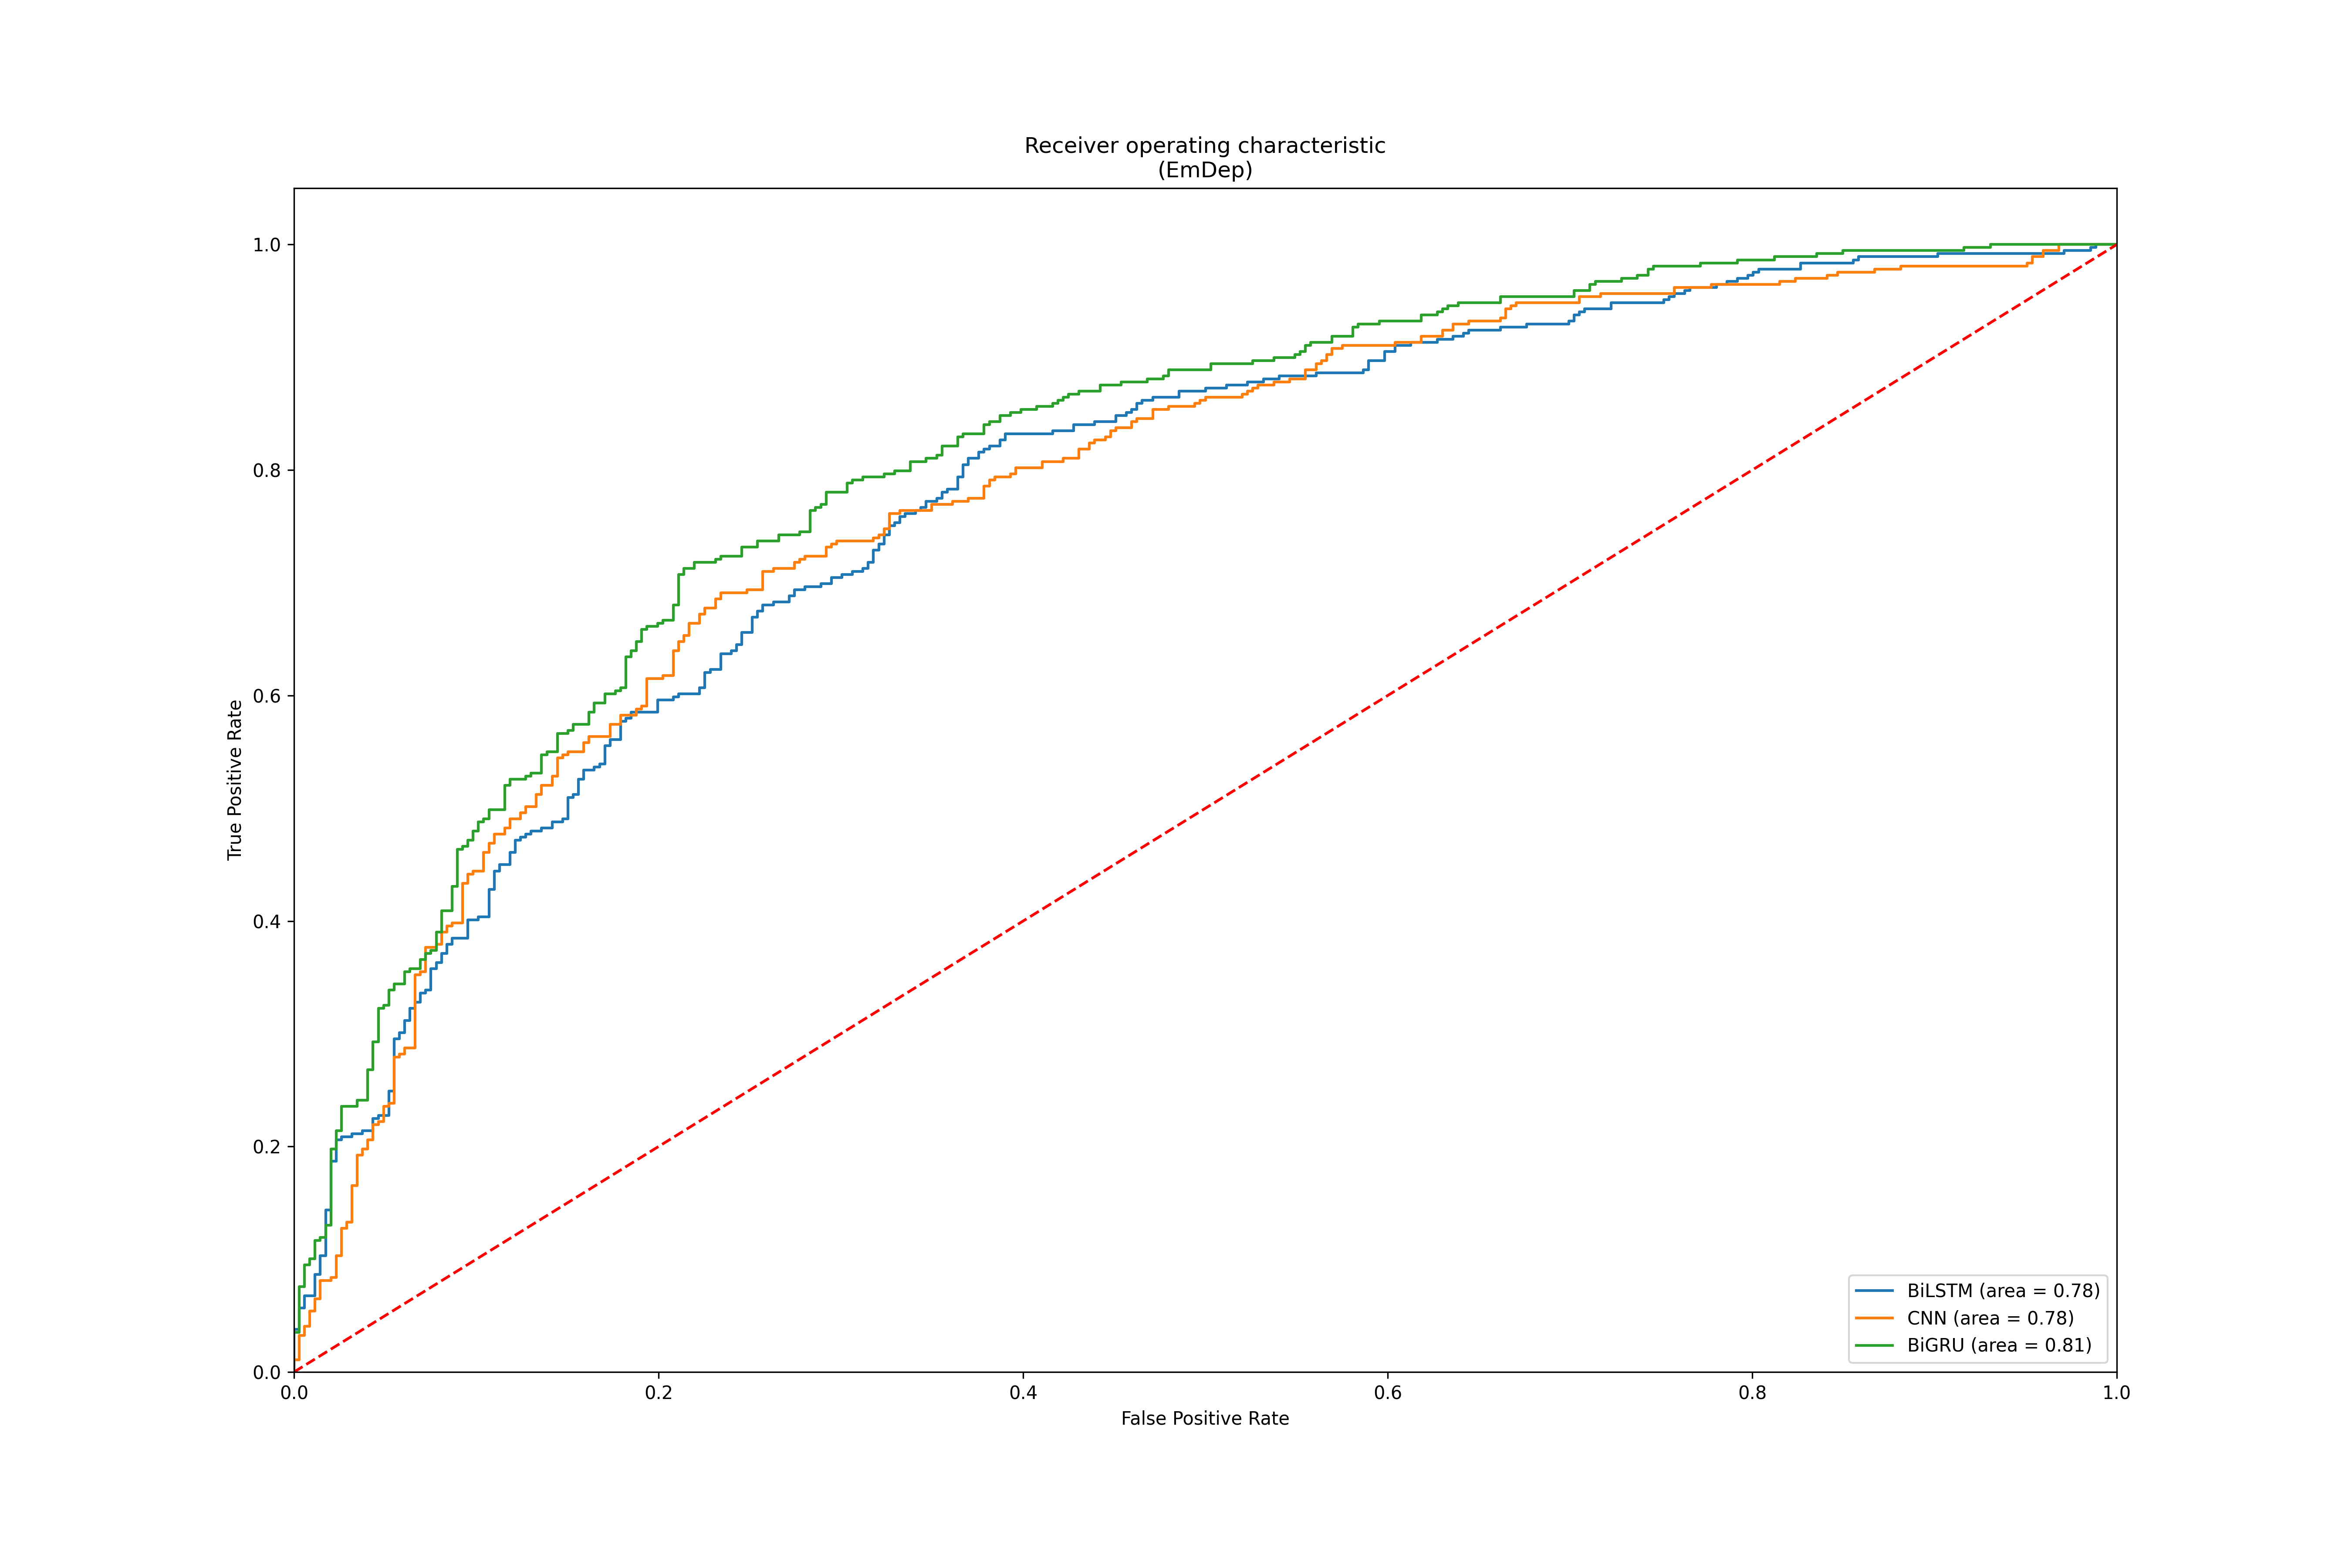 Receiver operating characteristic
(EmDep)
1.0
0.8
0.6
0.4
0.2
0.0
True Positive Rate
BiLSTM (area = 0.78)
CNN (area = 0.78)
BiGRU (area = 0.81)
0.0 0.2 0.4 0.6 0.8 1.0
False Positive Rate